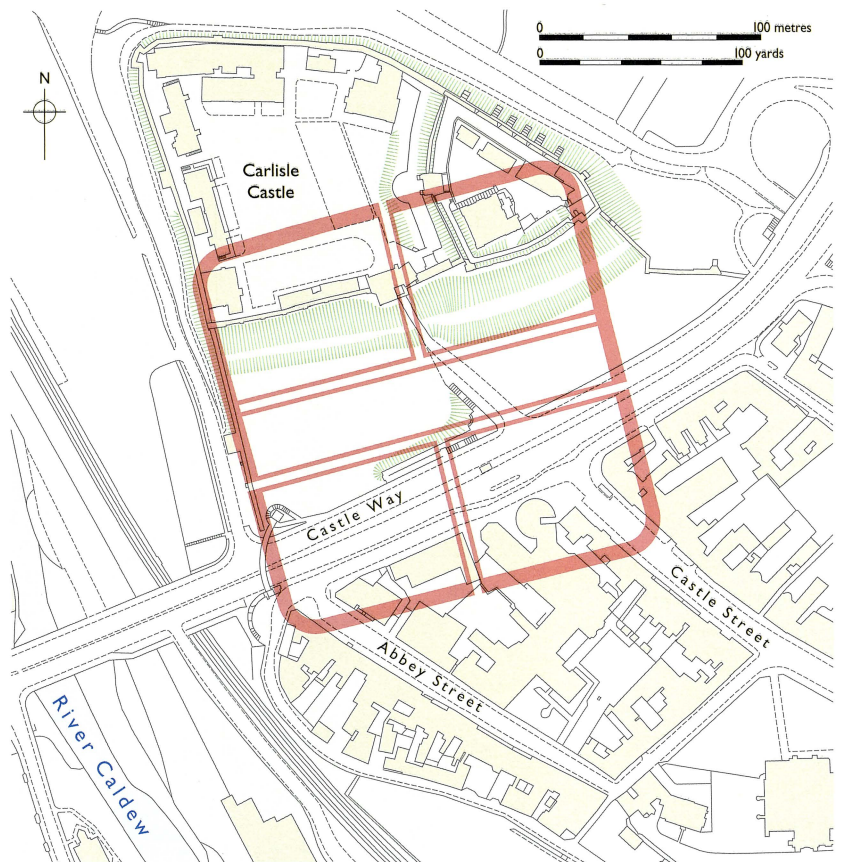 0 100 metres
0 100 yards
N
Carlisle
Castle
Castle Way
Castle Street
Abbey Street
River Caldew